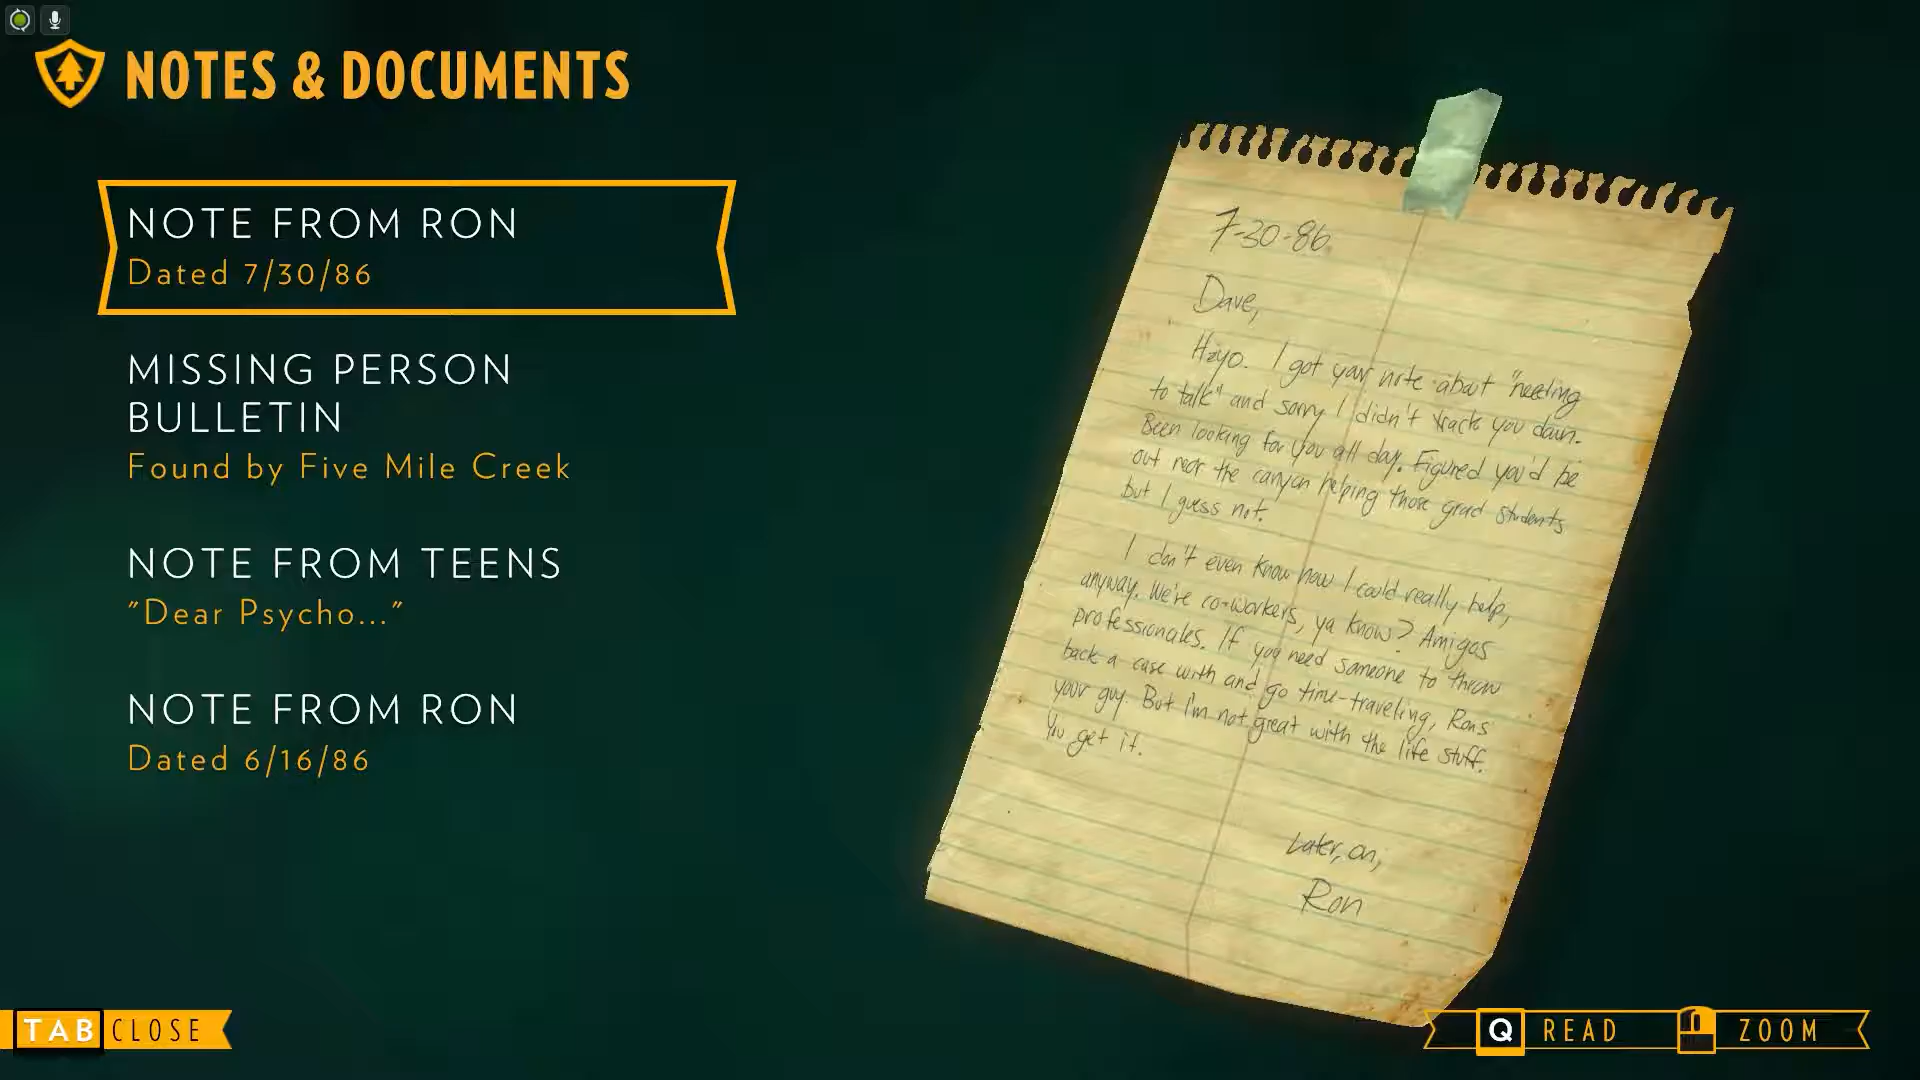 NOTES & DOCUMENTS
NOTE FROM RON
Dated 7/30/86
MISSING PERSON
BULLETIN
Found by Five Mile Creek
NOTE FROM TEENS
"Dear Psycho..."
NOTE FROM RON
Dated 6/16/86
7-30-86
Dave,
Hiyo. I got your note about "needing
to talk" and sorry I didn't track you down.
Been looking for you all day. Figured you'd be
out near the canyon helping those grad students
but I guess not.
I don't even know how I could really help,
anyway. We're co-workers, ya know? Amigos
professionales. If you need someone to throw
back a case with and go time-traveling, Ron's
your guy. But I'm not great with the life stuff.
You get it.
Later, on,
Ron
TAB CLOSE
Q READ
ZOOM